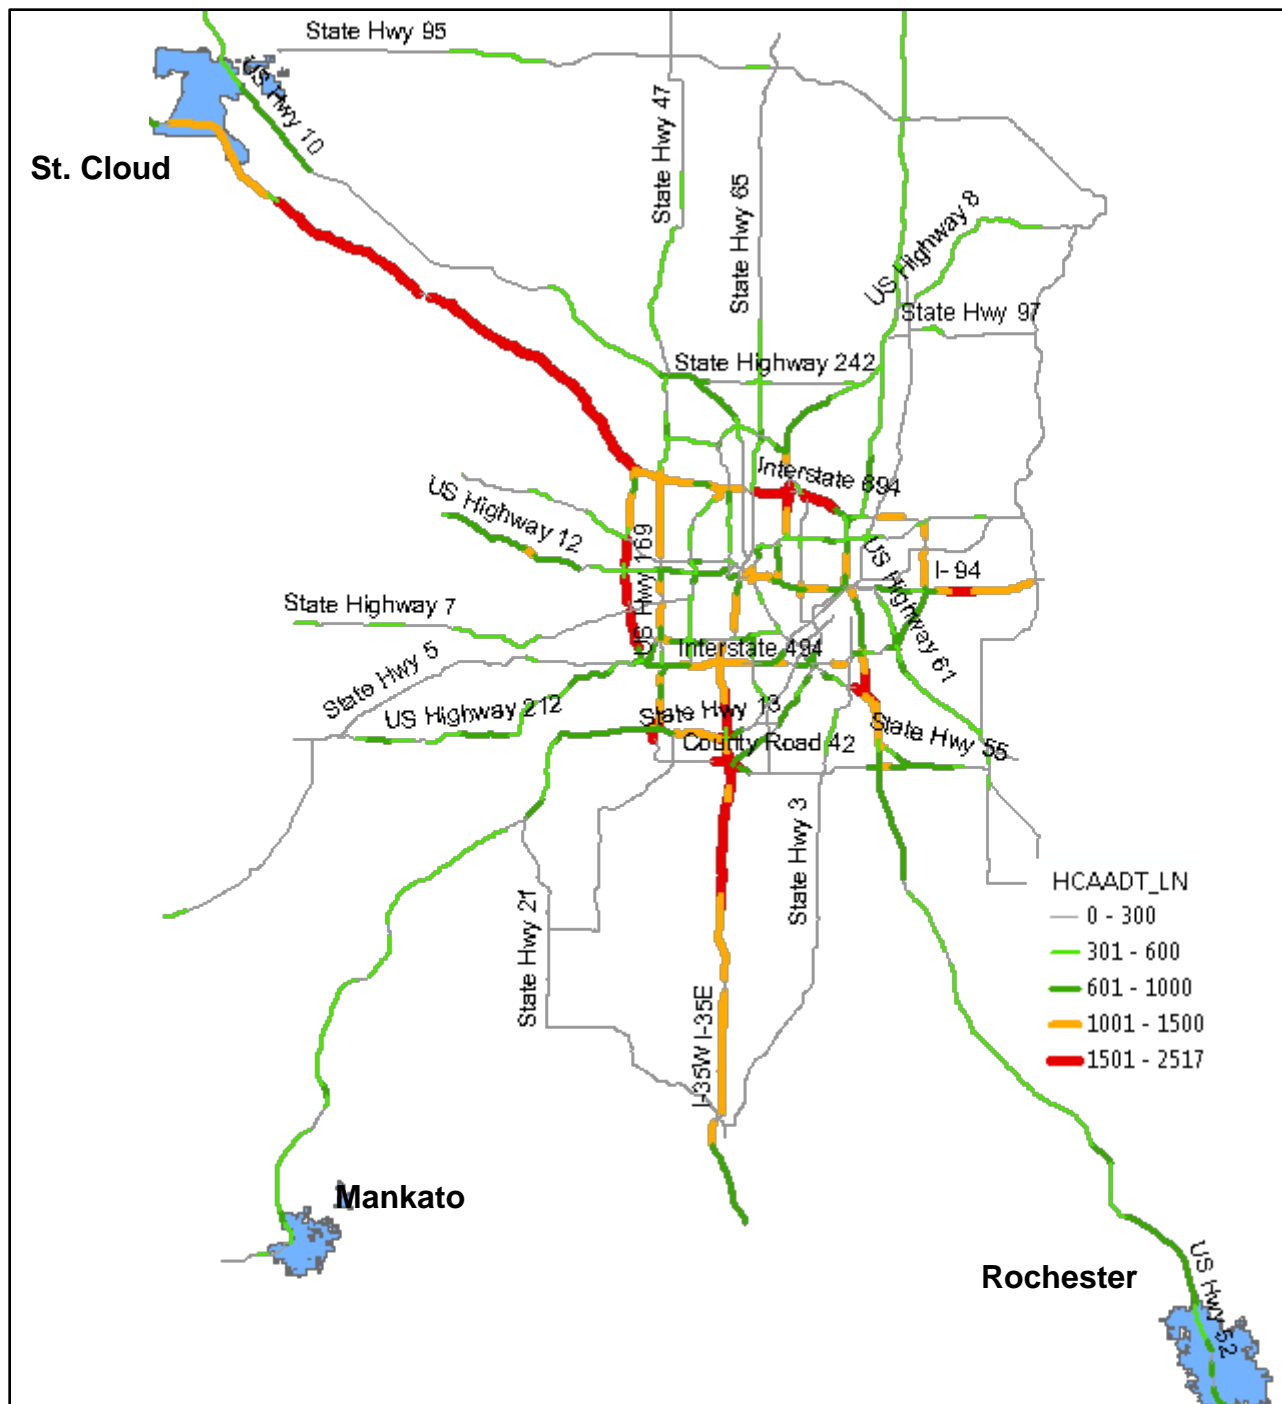 State Hwy 95
US Hwy 10
State Hwy 47
St. Cloud
State Hwy 65
US Highway 8
State Hwy 97
State Highway 242
Interstate 694
US Highway 12
US Hwy 169
US Highway 61
I- 94
State Highway 7
State Hwy 5
Interstate 494
US Highway 212
State Hwy 13
State Hwy 55
County Road 42
State Hwy 3
HCAADT_LN
0 - 300
301 - 600
601 - 1000
1001 - 1500
1501 - 2517
State Hwy 21
I-35W I-35E
Mankato
Rochester
US Hwy 52